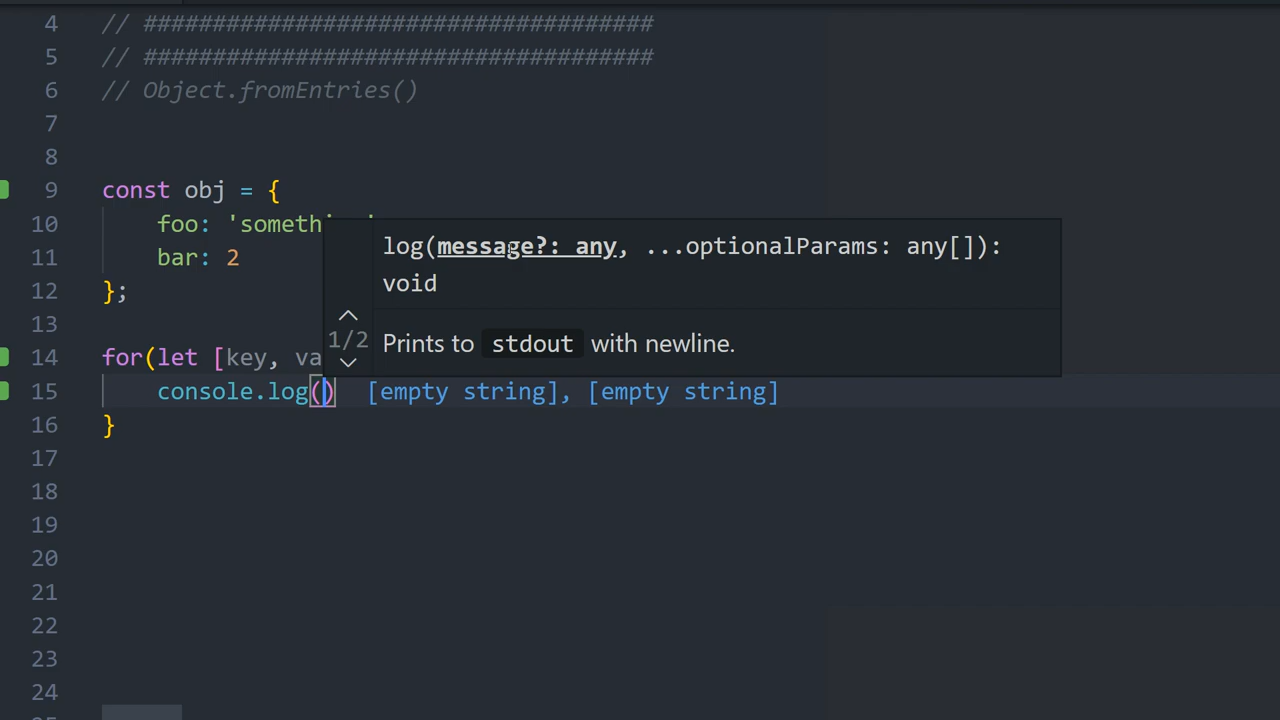 4 // #####################################
5 // #####################################
6 // Object.fromEntries()
7
8
9 const obj = {
10 foo: 'someth
log(message?: any, ...optionalParams: any[]):
11 bar: 2
void
12 };
13
1/2 Prints to stdout with newline.
14 for(let [key, va
15 console.log() [empty string], [empty string]
16 }
17
18
19
20
21
22
23
24